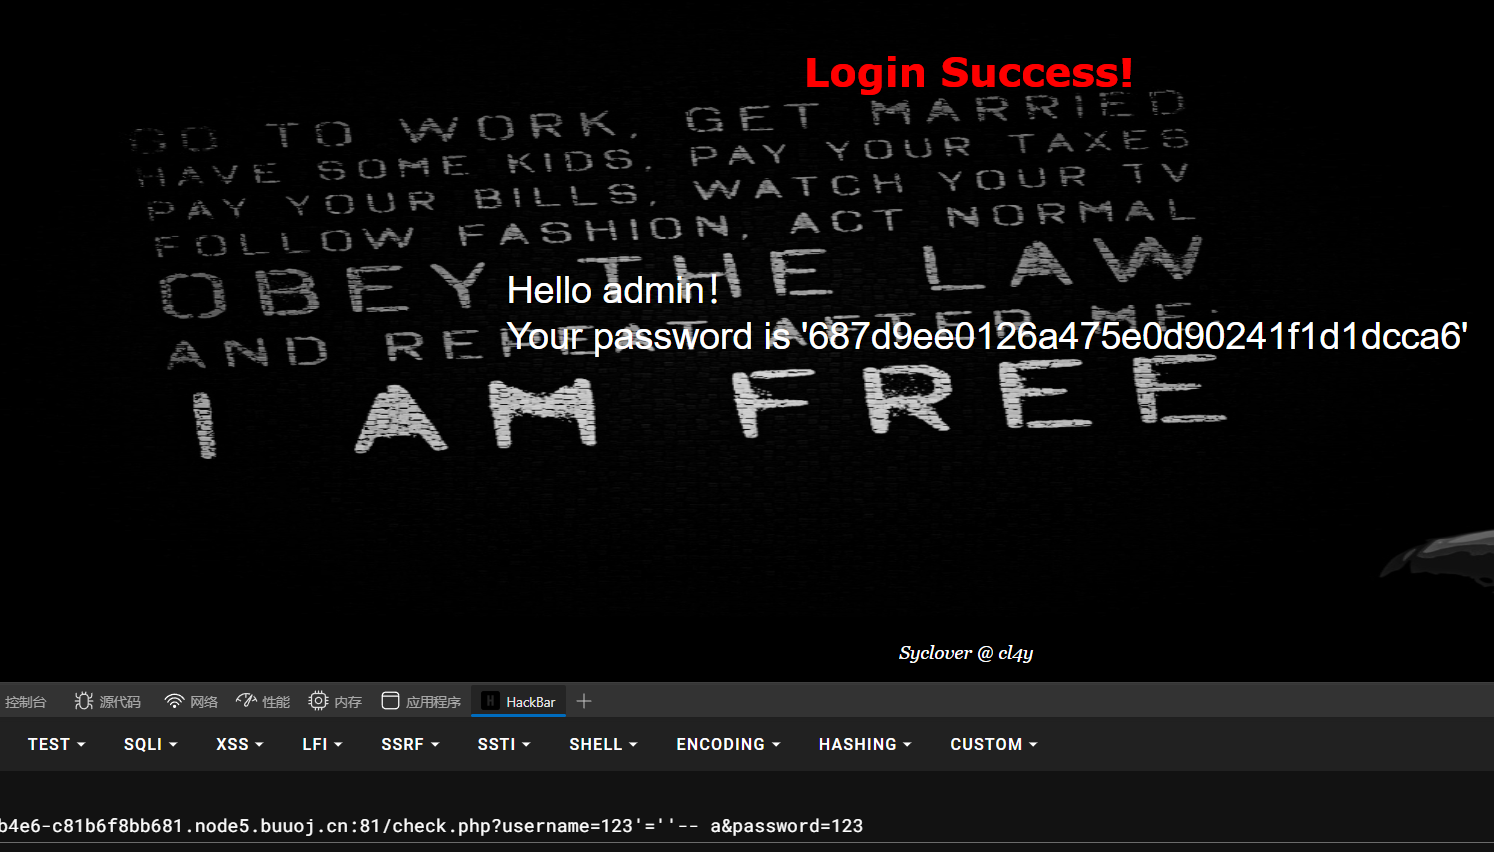 Login Success!
GO TO WORK, GET MARRIED
HAVE SOME KIDS, PAY YOUR TAXES
PAY YOUR BILLS, WATCH YOUR TV
FOLLOW FASHION, ACT NORMAL
OBEY THE LAW
Hello admin！
AND REPEAT AFTER ME:
Your password is '687d9ee0126a475e0d90241f1d1dcca6'
I AM FREE
Syclover @ cl4y
控制台 源代码 网络 性能 内存 应用程序 H HackBar
TEST SQLI XSS LFI SSRF SSTI SHELL ENCODING HASHING CUSTOM
b4e6-c81b6f8bb681.node5.buuoj.cn:81/check.php?username=123'=''-- a&password=123